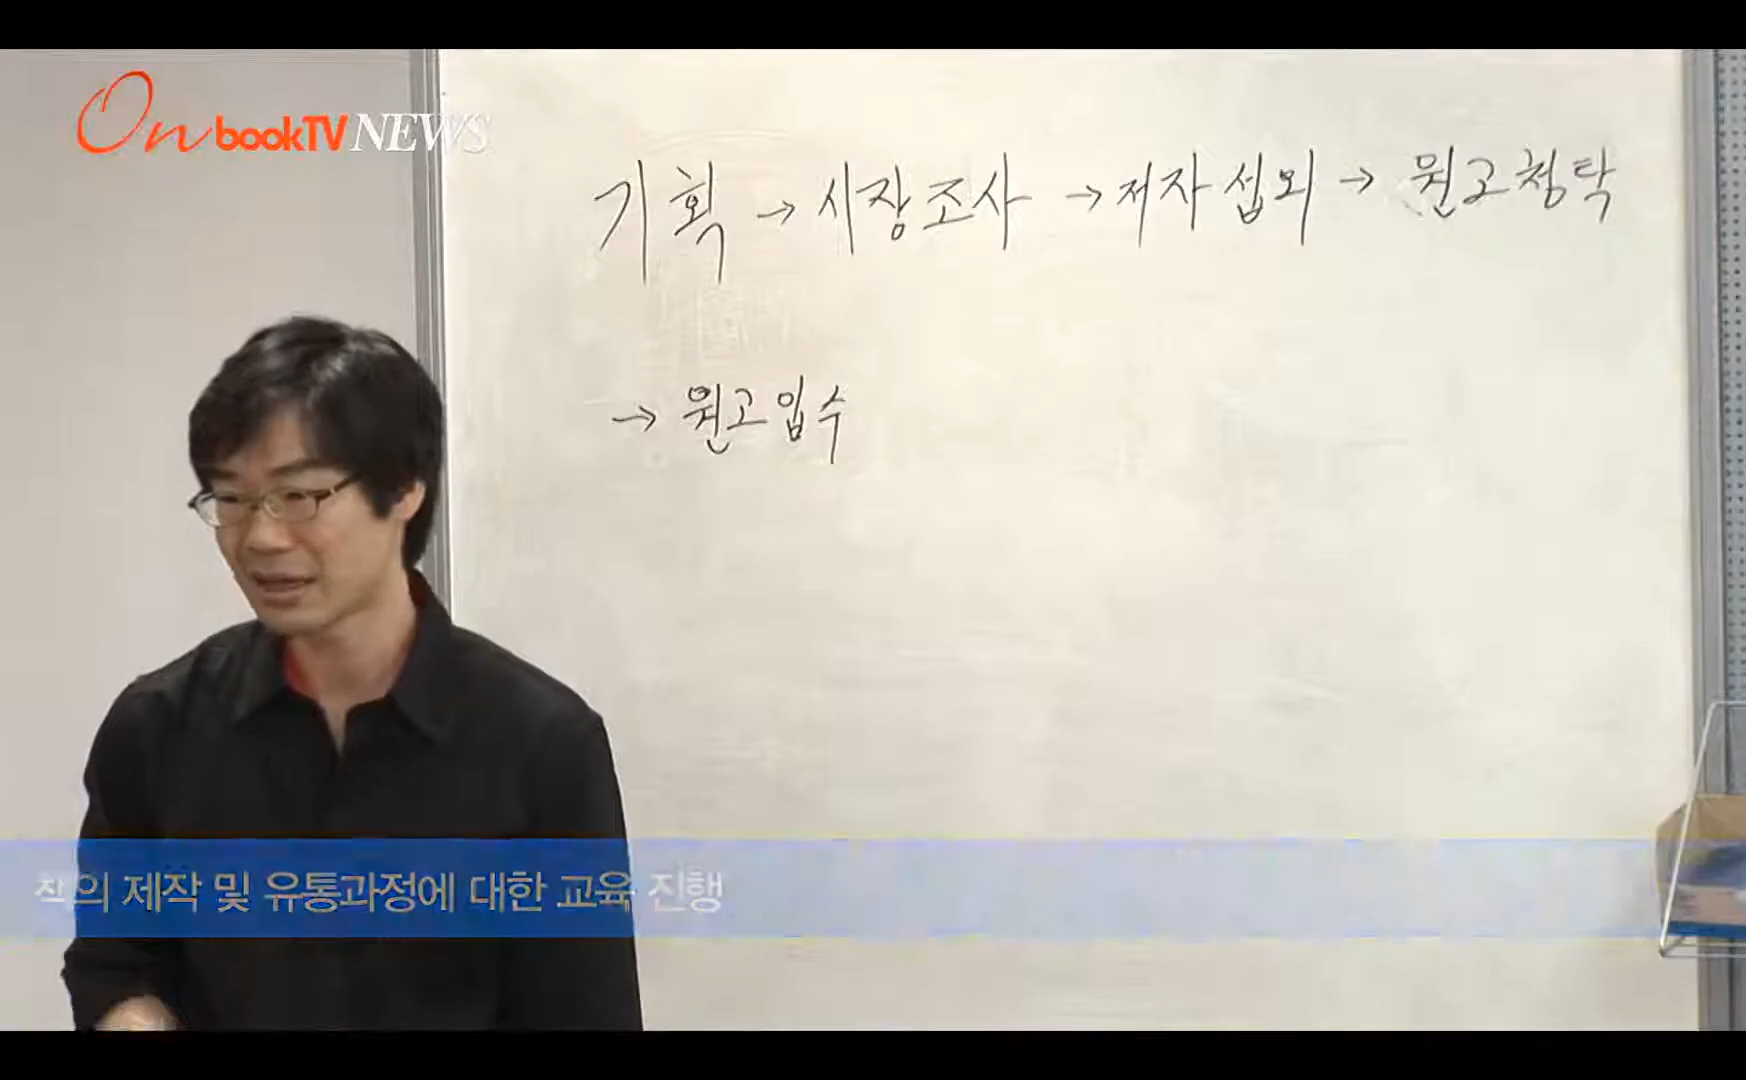 On bookTV NEWS
기획 → 시장조사 → 저자섭외 → 원고청탁
→ 원고입수
책의 제작 및 유통과정에 대한 교육 진행